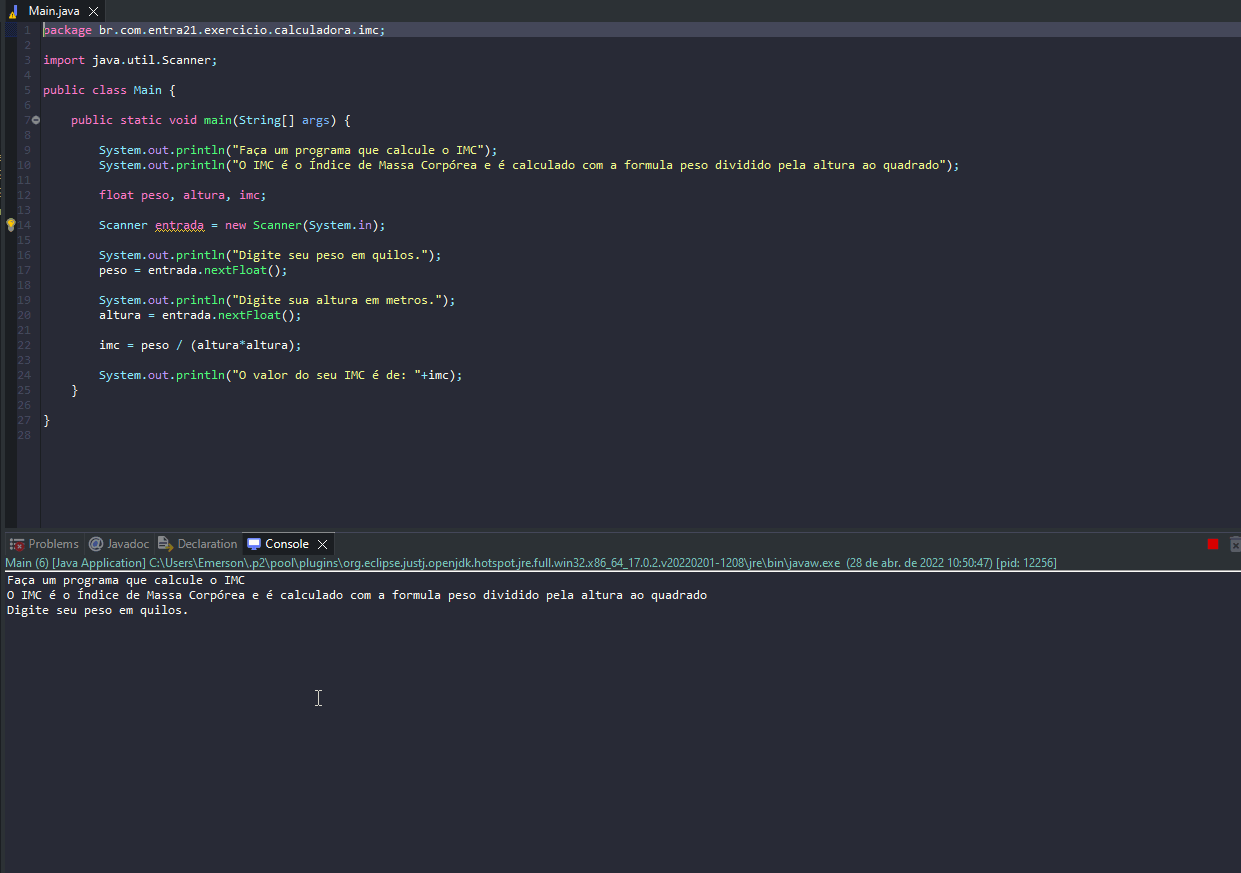 Main.java
1 package br.com.entra21.exercicio.calculadora.imc;
2
3 import java.util.Scanner;
4
5 public class Main {
6
7 public static void main(String[] args) {
8
9 System.out.println("Faça um programa que calcule o IMC");
10 System.out.println("O IMC é o Índice de Massa Corpórea e é calculado com a formula peso dividido pela altura ao quadrado");
11
12 float peso, altura, imc;
13
14 Scanner entrada = new Scanner(System.in);
15
16 System.out.println("Digite seu peso em quilos.");
17 peso = entrada.nextFloat();
18
19 System.out.println("Digite sua altura em metros.");
20 altura = entrada.nextFloat();
21
22 imc = peso / (altura*altura);
23
24 System.out.println("O valor do seu IMC é de: "+imc);
25 }
26
27 }
28
Problems @ Javadoc Declaration Console
Main (6) [Java Application] C:\Users\Emerson\.p2\pool\plugins\org.eclipse.justj.openjdk.hotspot.jre.full.win32.x86_64_17.0.2.v20220201-1208\jre\bin\javaw.exe (28 de abr. de 2022 10:50:47) [pid: 12256]
Faça um programa que calcule o IMC
O IMC é o Índice de Massa Corpórea e é calculado com a formula peso dividido pela altura ao quadrado
Digite seu peso em quilos.